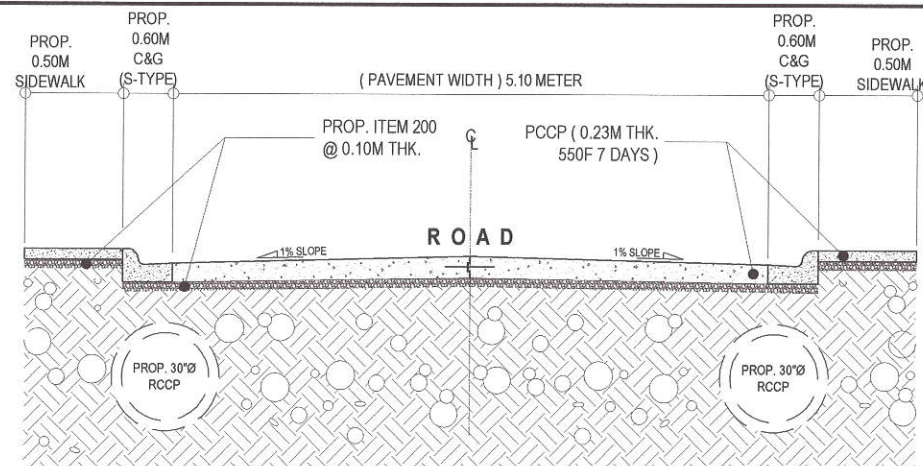 PROP.
0.50M
SIDEWALK
PROP.
0.60M
C&G
(S-TYPE)
( PAVEMENT WIDTH ) 5.10 METER
PROP.
0.60M
C&G
(S-TYPE)
PROP.
0.50M
SIDEWALK
PROP. ITEM 200
@ 0.10M THK.
CL
PCCP ( 0.23M THK.
550F 7 DAYS )
ROAD
1% SLOPE
1% SLOPE
PROP. 30"Ø
RCCP
PROP. 30"Ø
RCCP